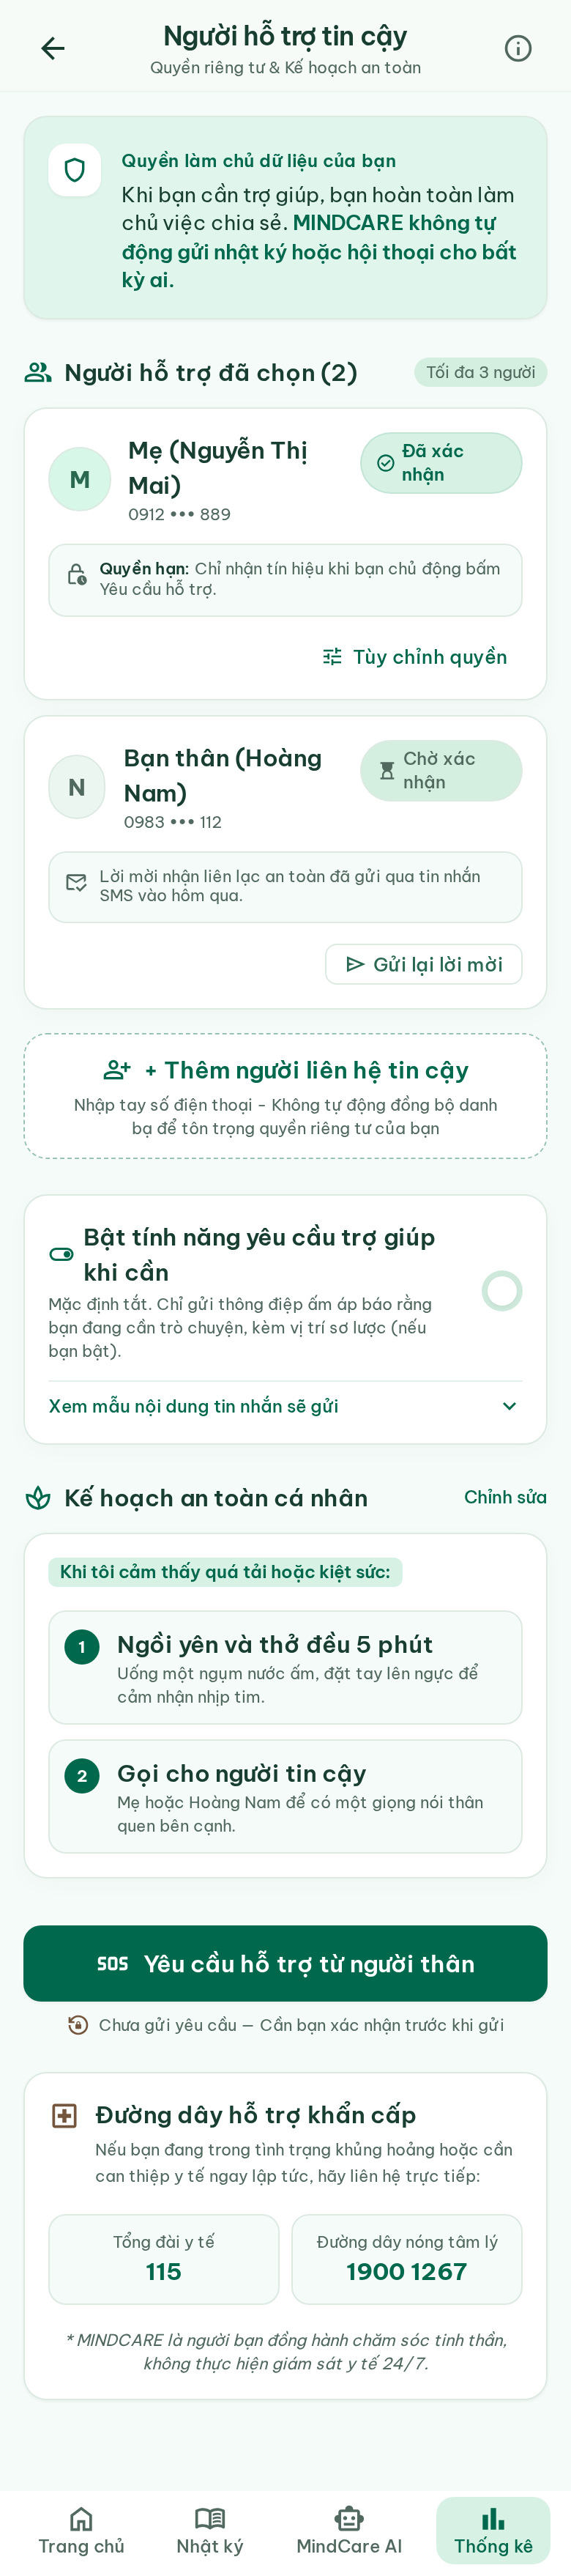 Người hỗ trợ tin cậy
Quyền riêng tư & Kế hoạch an toàn
Quyền làm chủ dữ liệu của bạn
Khi bạn cần trợ giúp, bạn hoàn toàn làm
chủ việc chia sẻ. MINDCARE không tự
động gửi nhật ký hoặc hội thoại cho bất
kỳ ai.
Người hỗ trợ đã chọn (2)
Tối đa 3 người
M
Mẹ (Nguyễn Thị
Mai)
0912 ••• 889
Đã xác
nhận
Quyền hạn: Chỉ nhận tín hiệu khi bạn chủ động bấm
Yêu cầu hỗ trợ.
Tùy chỉnh quyền
N
Bạn thân (Hoàng
Nam)
0983 ••• 112
Chờ xác
nhận
Lời mời nhận liên lạc an toàn đã gửi qua tin nhắn
SMS vào hôm qua.
Gửi lại lời mời
+ Thêm người liên hệ tin cậy
Nhập tay số điện thoại - Không tự động đồng bộ danh
bạ để tôn trọng quyền riêng tư của bạn
Bật tính năng yêu cầu trợ giúp
khi cần
Mặc định tắt. Chỉ gửi thông điệp ấm áp báo rằng
bạn đang cần trò chuyện, kèm vị trí sơ lược (nếu
bạn bật).
Xem mẫu nội dung tin nhắn sẽ gửi
Kế hoạch an toàn cá nhân
Chỉnh sửa
Khi tôi cảm thấy quá tải hoặc kiệt sức:
1
Ngồi yên và thở đều 5 phút
Uống một ngụm nước ấm, đặt tay lên ngực để
cảm nhận nhịp tim.
2
Gọi cho người tin cậy
Mẹ hoặc Hoàng Nam để có một giọng nói thân
quen bên cạnh.
SOS Yêu cầu hỗ trợ từ người thân
Chưa gửi yêu cầu — Cần bạn xác nhận trước khi gửi
Đường dây hỗ trợ khẩn cấp
Nếu bạn đang trong tình trạng khủng hoảng hoặc cần
can thiệp y tế ngay lập tức, hãy liên hệ trực tiếp:
Tổng đài y tế
115
Đường dây nóng tâm lý
1900 1267
* MINDCARE là người bạn đồng hành chăm sóc tinh thần,
không thực hiện giám sát y tế 24/7.
Trang chủ
Nhật ký
MindCare AI
Thống kê